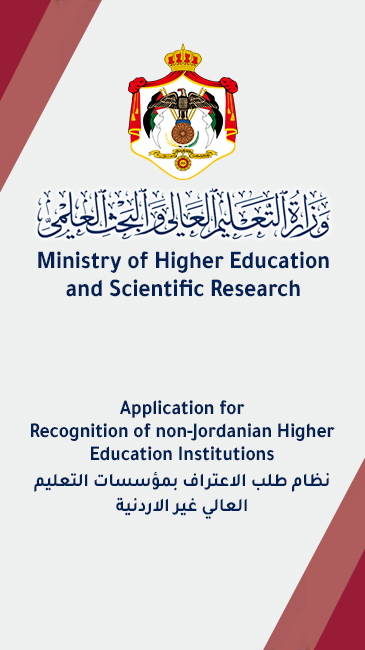 وزارة التعليم العالي والبحث العلمي
Ministry of Higher Education
and Scientific Research
Application for
Recognition of non-Jordanian Higher
Education Institutions
نظام طلب الاعتراف بمؤسسات التعليم
العالي غير الاردنية